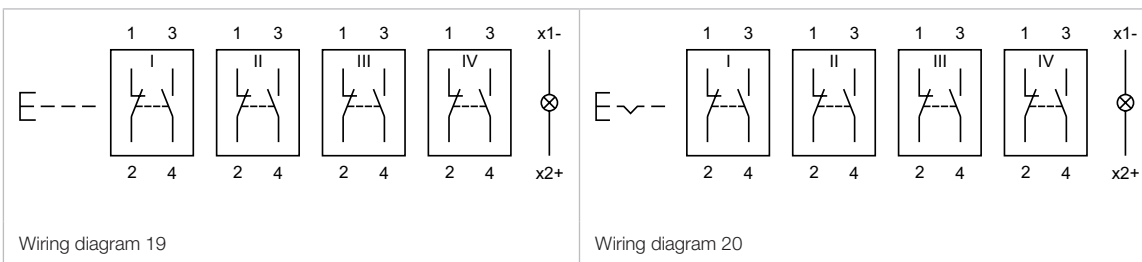 1 3 1 3 1 3 1 3 x1-
I II III IV
2 4 2 4 2 4 2 4 x2+
Wiring diagram 19
1 3 1 3 1 3 1 3 x1-
I II III IV
2 4 2 4 2 4 2 4 x2+
Wiring diagram 20